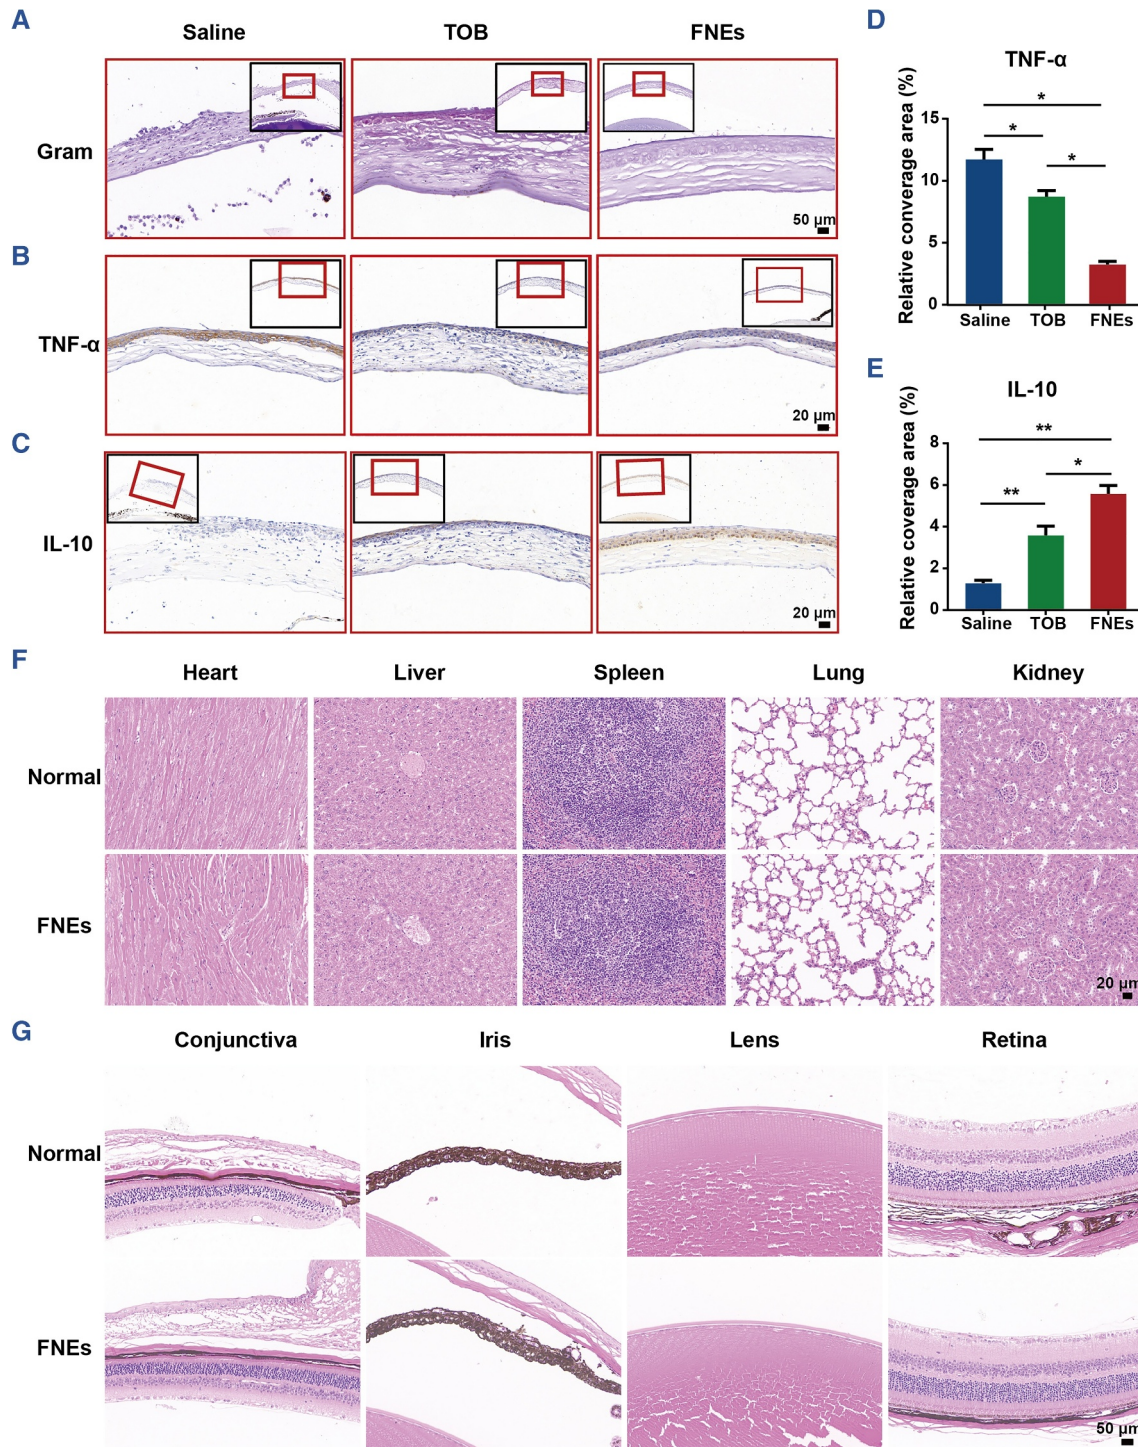 A
Saline
TOB
FNEs
Gram
50 μm
B
TNF-α
20 μm
C
IL-10
20 μm
D
TNF-α
Relative converage area (%)
15
10
5
0
*
*
*
Saline
TOB
FNEs
E
IL-10
Relative coverage area (%)
8
6
4
2
0
**
*
**
Saline
TOB
FNEs
F
Heart
Liver
Spleen
Lung
Kidney
Normal
FNEs
20 μm
G
Conjunctiva
Iris
Lens
Retina
Normal
FNEs
50 μm